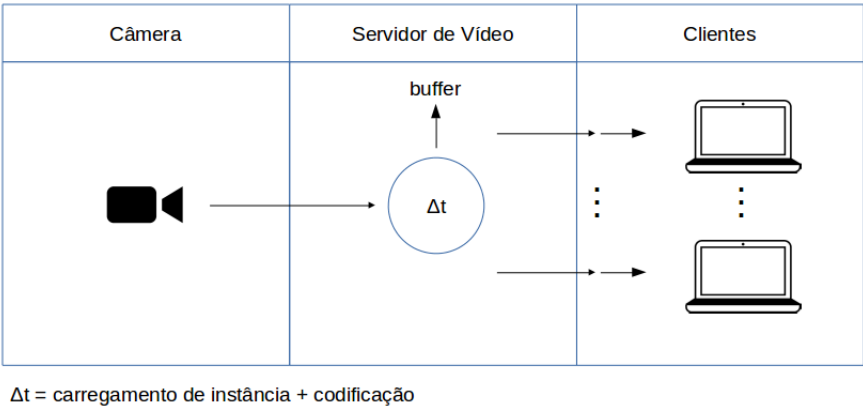 Câmera
Servidor de Vídeo
Clientes
buffer
Δt
Δt = carregamento de instância + codificação